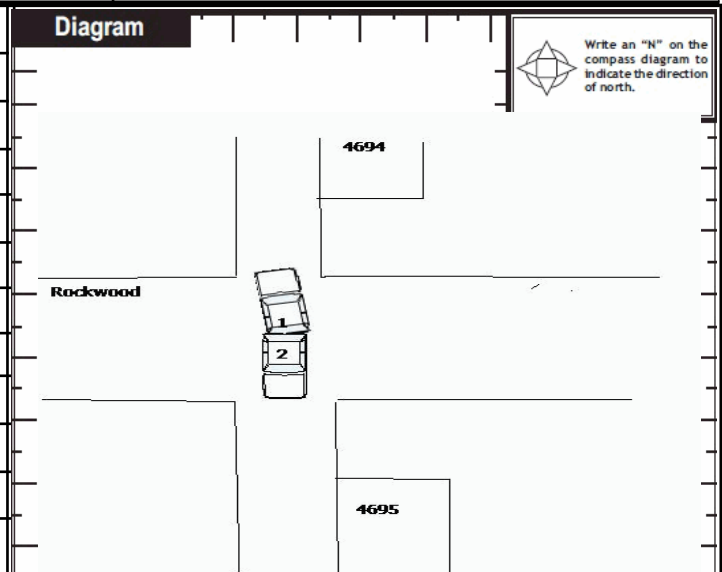 Diagram
Write an “N” on the
compass diagram to
indicate the direction
of north.
4694
Rockwood
1
2
4695